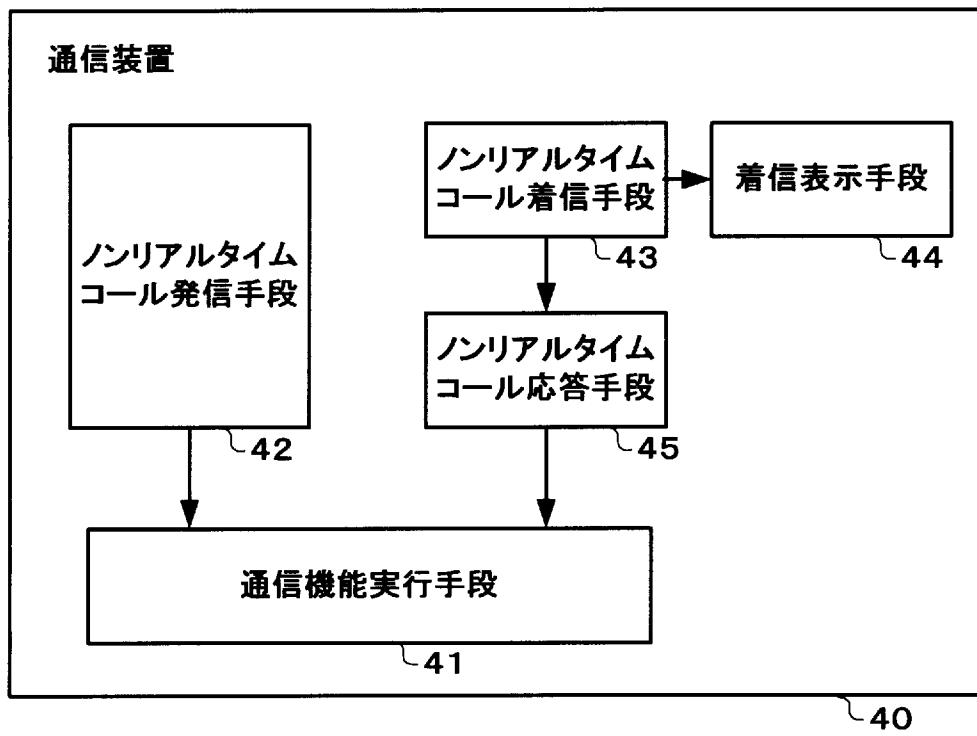 通信装置
ノンリアルタイム
コール発信手段
42
ノンリアルタイム
コール着信手段
43
着信表示手段
44
ノンリアルタイム
コール応答手段
45
通信機能実行手段
41
40